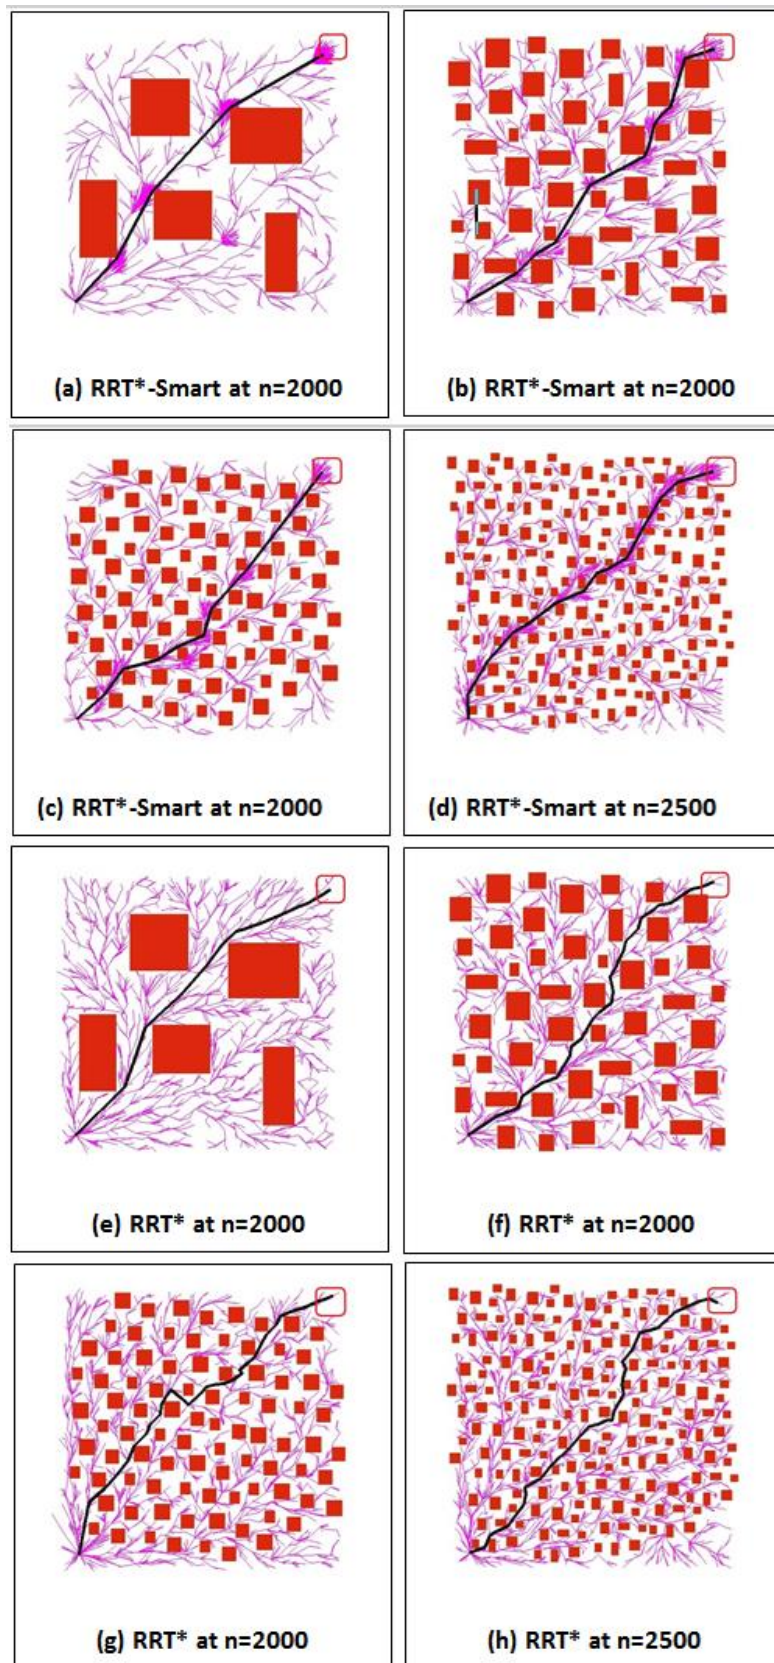 (a) RRT*-Smart at n=2000
(b) RRT*-Smart at n=2000
(c) RRT*-Smart at n=2000
(d) RRT*-Smart at n=2500
(e) RRT* at n=2000
(f) RRT* at n=2000
(g) RRT* at n=2000
(h) RRT* at n=2500